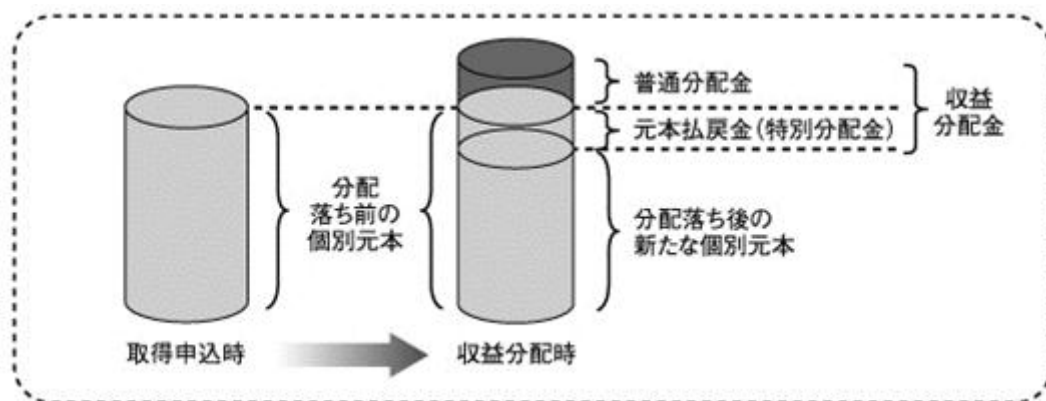 普通分配金
元本払戻金(特別分配金)
収益
分配金
分配
落ち前の
個別元本
分配落ち後の
新たな個別元本
取得申込時
収益分配時